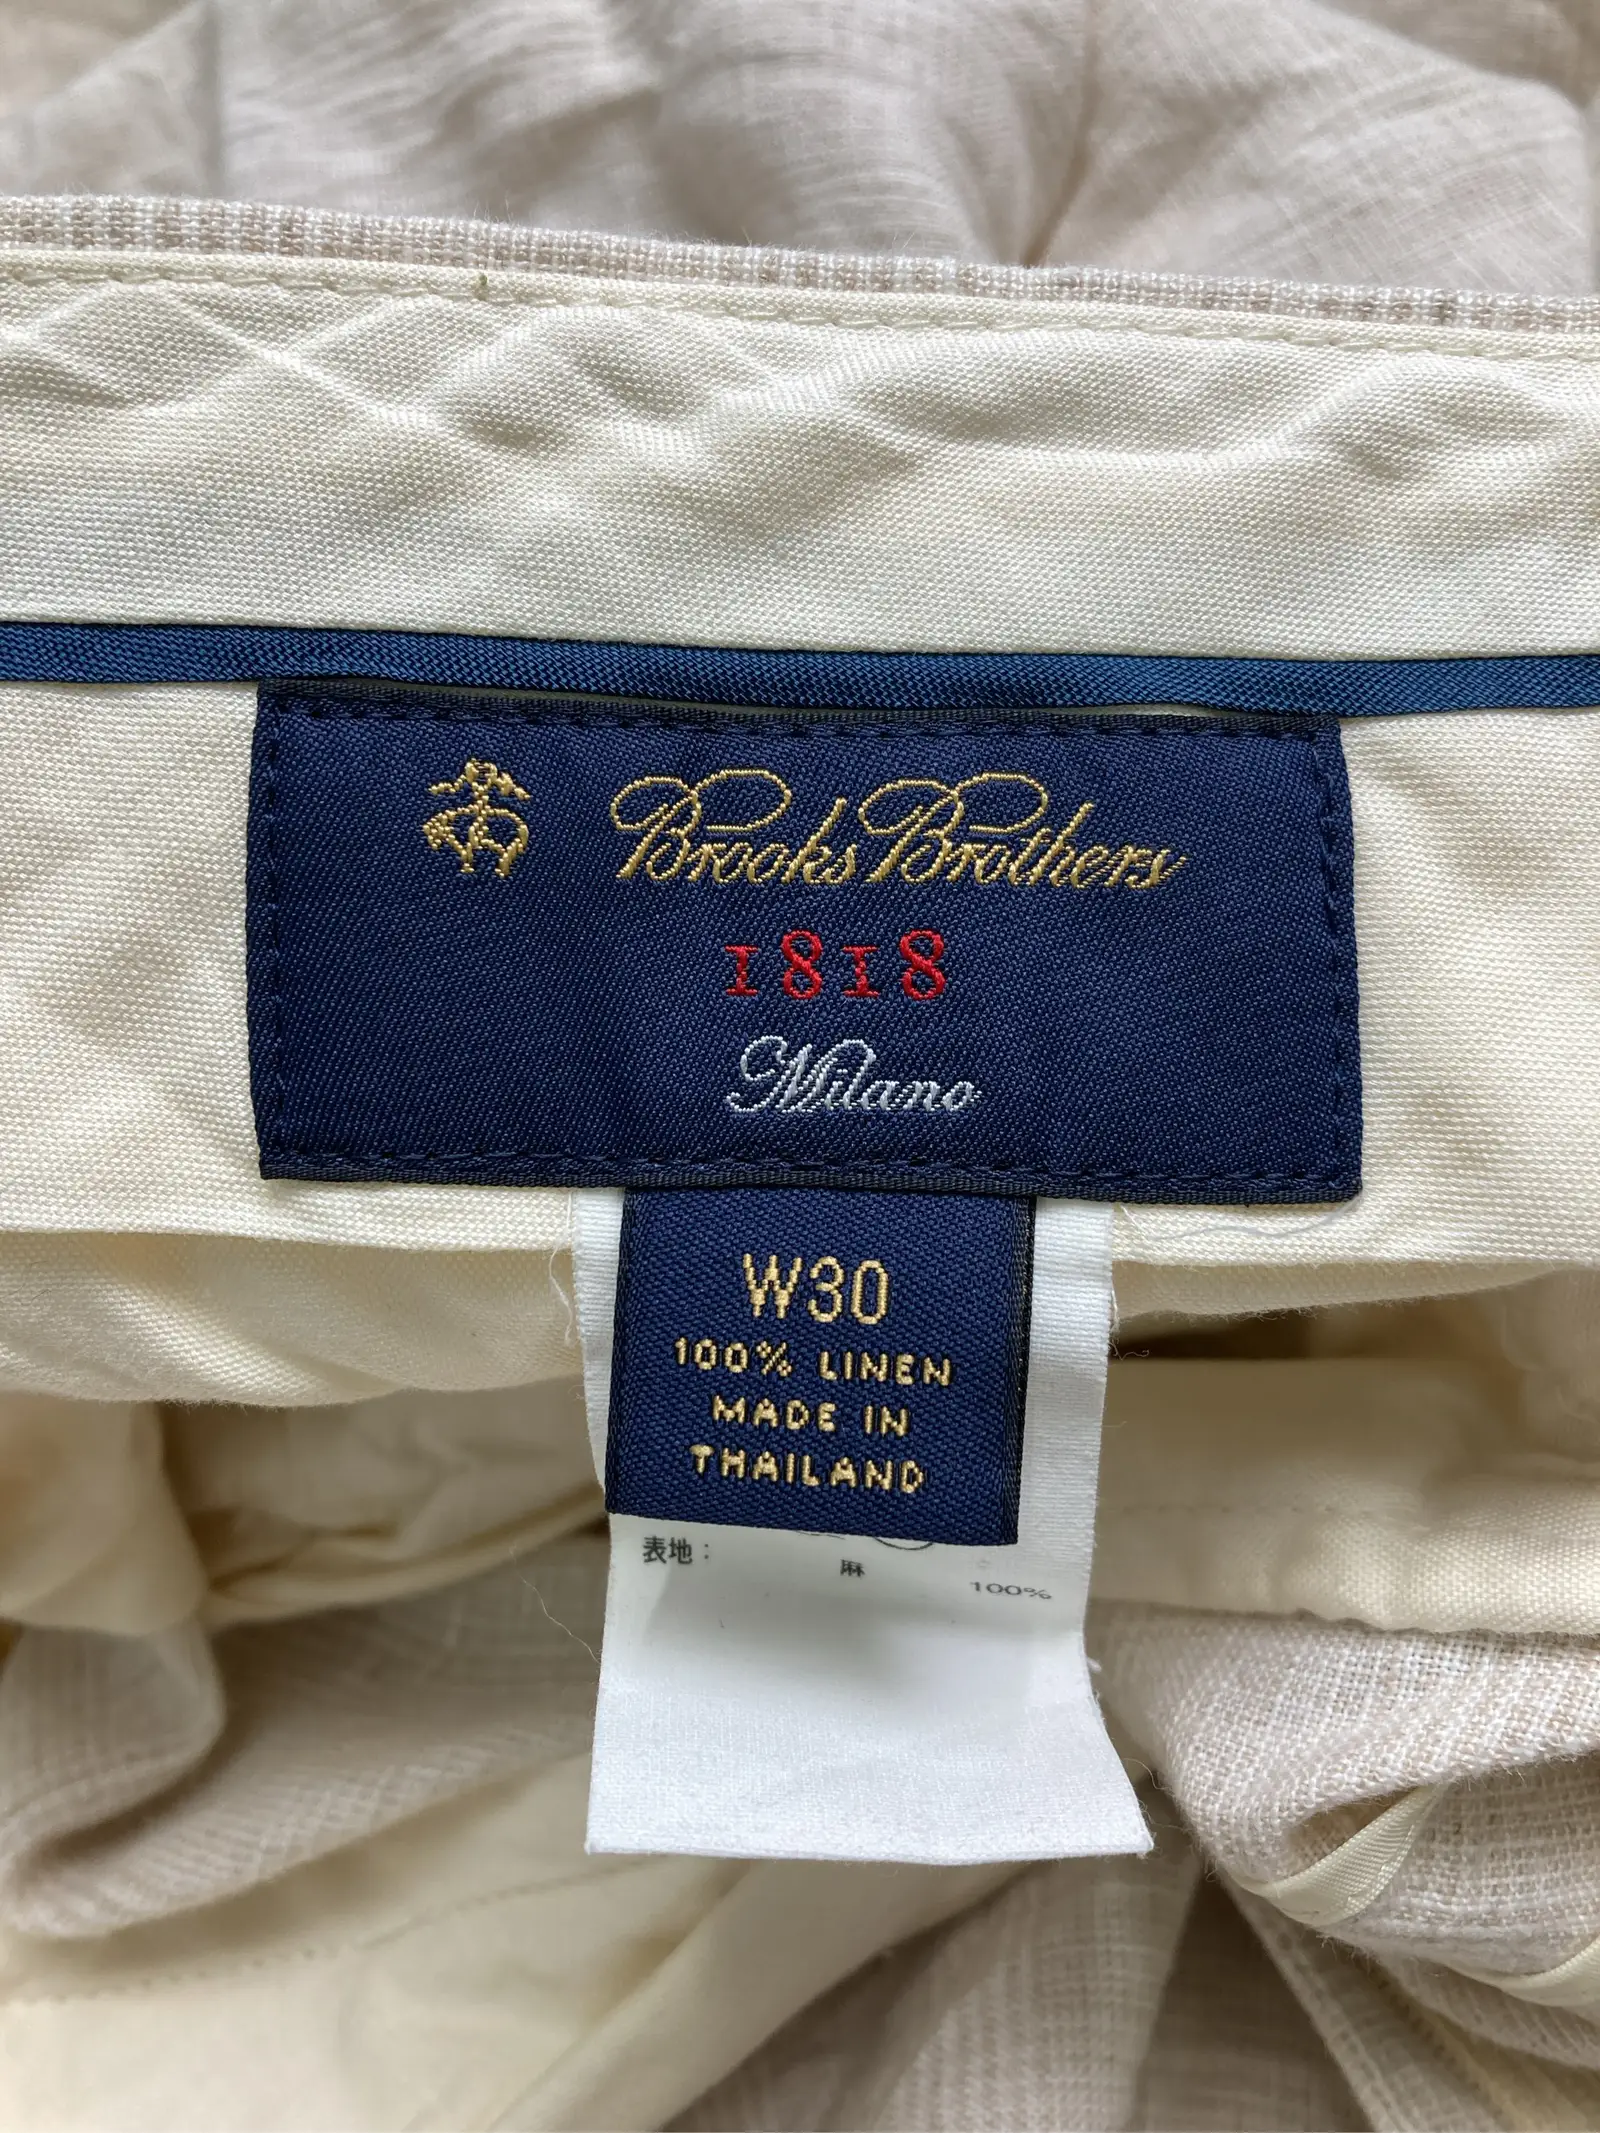 Brooks Brothers
1818
Milano
W30
100% LINEN
MADE IN
THAILAND
表地: 麻 100%